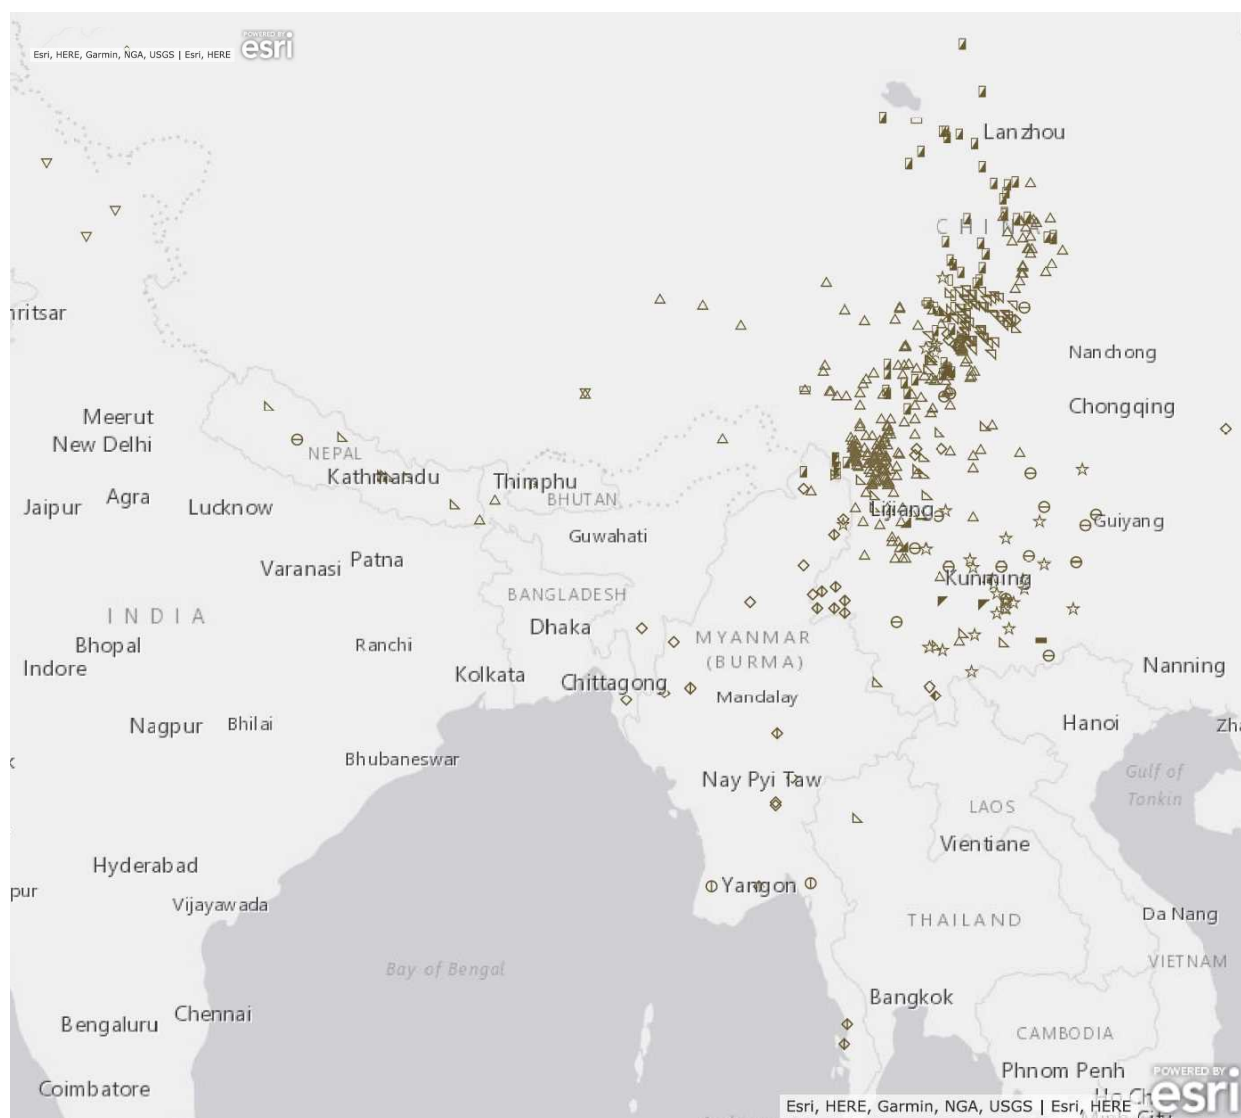 POWERED BY
esri
Esri, HERE, Garmin, NGA, USGS | Esri, HERE
Lanzhou
CHINA
Nanchong
Chongqing
Meerut
New Delhi
NEPAL
Kathmandu
Thimphu
BHUTAN
Jaipur
Agra
Lucknow
Lijiang
Guiyang
Guwahati
Varanasi
Patna
Kunming
BANGLADESH
INDIA
Dhaka
MYANMAR
(BURMA)
Bhopal
Ranchi
Indore
Kolkata
Chittagong
Mandalay
Nanning
Nagpur
Bhilai
Hanoi
Bhubaneswar
Nay Pyi Taw
Gulf of
Tonkin
LAOS
Vientiane
Hyderabad
Yangon
Vijayawada
THAILAND
Da Nang
Bay of Bengal
VIETNAM
Bangkok
Chennai
Bengaluru
CAMBODIA
Phnom Penh
Coimbatore
POWERED BY
esri
Esri, HERE, Garmin, NGA, USGS | Esri, HERE